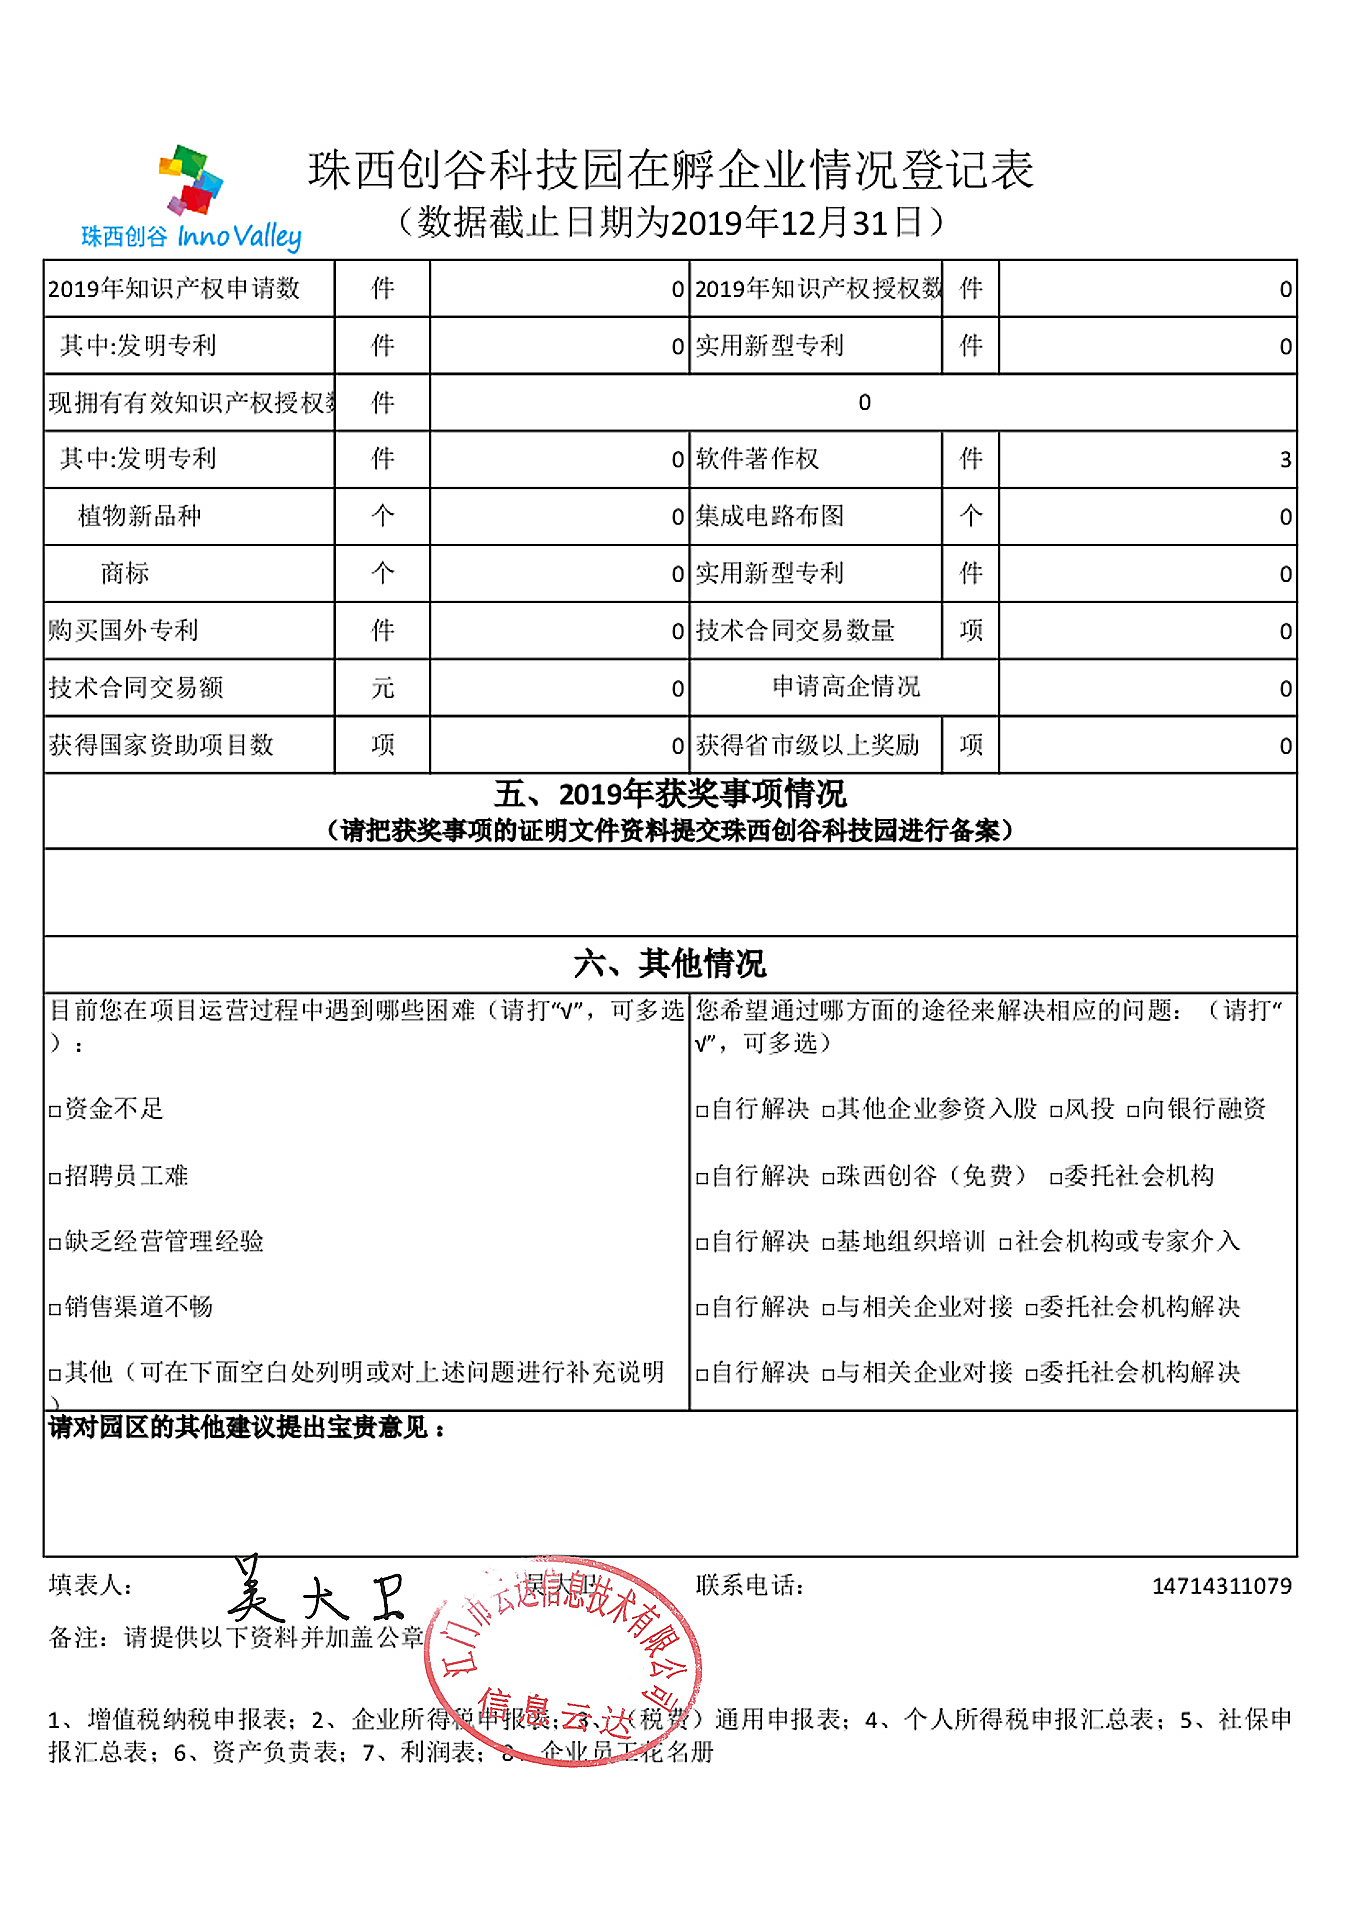 珠西创谷 Inno Valley
珠西创谷科技园在孵企业情况登记表
（数据截止日期为2019年12月31日）
2019年知识产权申请数 件 0 2019年知识产权授权数 件 0
其中:发明专利 件 0 实用新型专利 件 0
现拥有有效知识产权授权数 件 0
其中:发明专利 件 0 软件著作权 件 3
植物新品种 个 0 集成电路布图 个 0
商标 个 0 实用新型专利 件 0
购买国外专利 件 0 技术合同交易数量 项 0
技术合同交易额 元 0 申请高企情况 0
获得国家资助项目数 项 0 获得省市级以上奖励 项 0
五、2019年获奖事项情况
（请把获奖事项的证明文件资料提交珠西创谷科技园进行备案）
六、其他情况
目前您在项目运营过程中遇到哪些困难（请打“√”，可多选
）：
□资金不足
□招聘员工难
□缺乏经营管理经验
□销售渠道不畅
□其他（可在下面空白处列明或对上述问题进行补充说明
）
您希望通过哪方面的途径来解决相应的问题：（请打“
√”，可多选）
□自行解决 □其他企业参资入股 □风投 □向银行融资
□自行解决 □珠西创谷（免费） □委托社会机构
□自行解决 □基地组织培训 □社会机构或专家介入
□自行解决 □与相关企业对接 □委托社会机构解决
□自行解决 □与相关企业对接 □委托社会机构解决
请对园区的其他建议提出宝贵意见：
填表人： 吴大卫 吴大卫 联系电话： 14714311079
备注：请提供以下资料并加盖公章
江门市云达信息技术有限公司
信息云达
1、增值税纳税申报表；2、企业所得税申报表；3、（税费）通用申报表；4、个人所得税申报汇总表；5、社保申
报汇总表；6、资产负责表；7、利润表；8、企业员工花名册